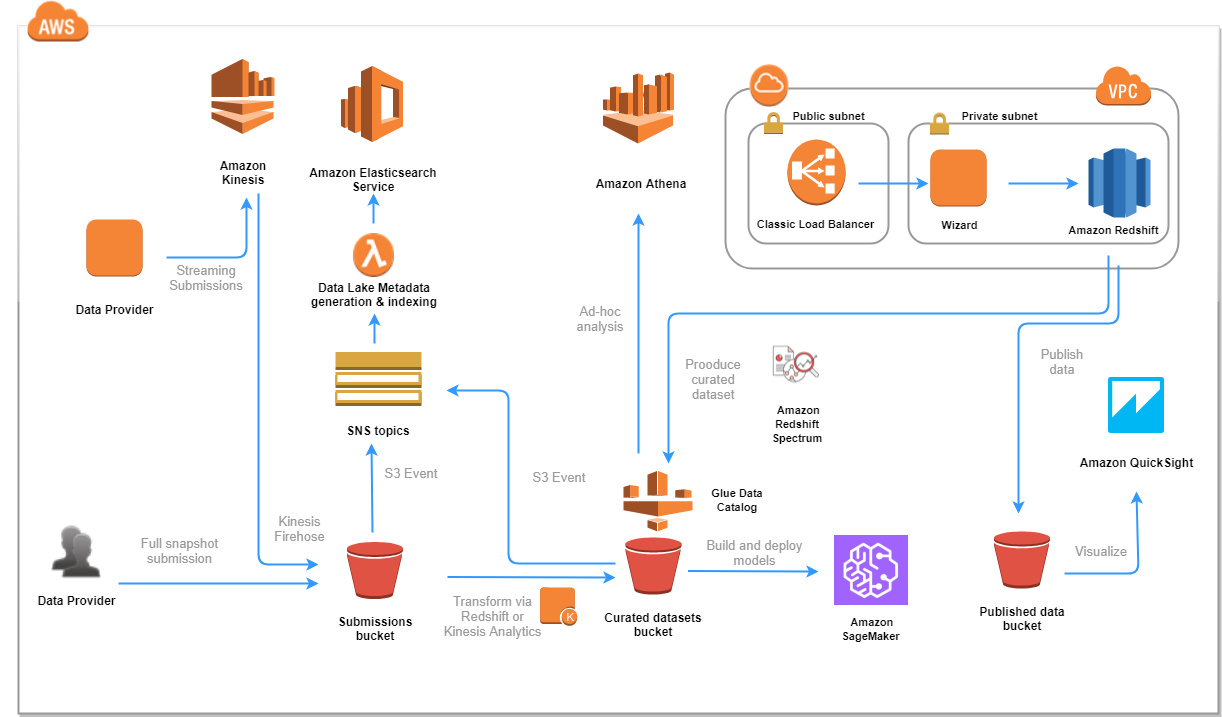 AWS
VPC
Public subnet
Private subnet
Amazon
Kinesis
Amazon Elasticsearch
Service
Amazon Athena
Classic Load Balancer
Wizard
Amazon Redshift
Streaming
Submissions
Data Provider
Data Lake Metadata
generation & indexing
Ad-hoc
analysis
Prooduce
curated
dataset
Publish
data
Amazon
Redshift
Spectrum
SNS topics
S3 Event
S3 Event
Amazon QuickSight
Glue Data
Catalog
Kinesis
Firehose
Full snapshot
submission
Data Provider
Build and deploy
models
Visualize
Transform via
Redshift or
Kinesis Analytics
K
Submissions
bucket
Curated datasets
bucket
Amazon
SageMaker
Published data
bucket